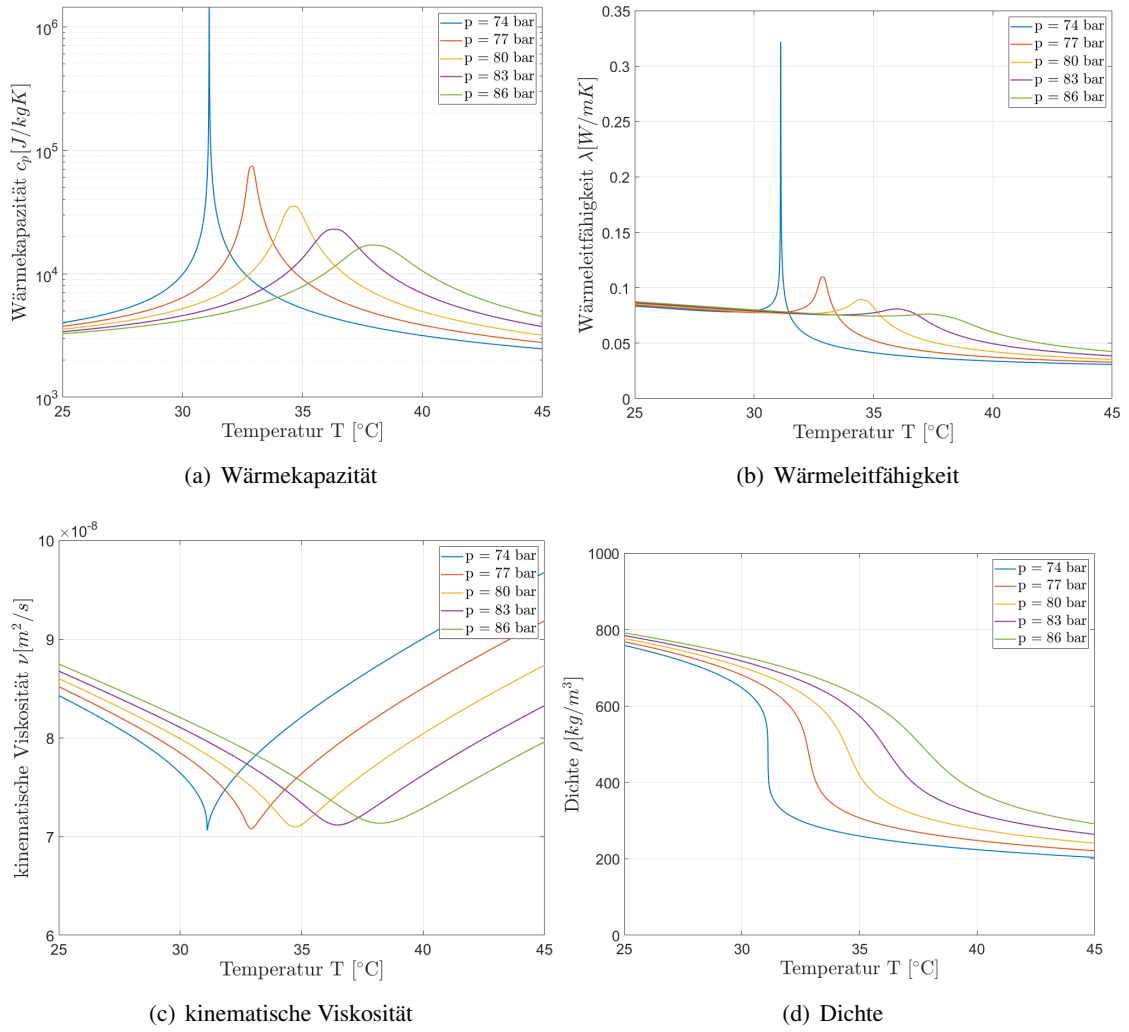 10^6
10^5
10^4
10^3
Wärmekapazität c_p[J/kgK]
p = 74 bar
p = 77 bar
p = 80 bar
p = 83 bar
p = 86 bar
25 30 35 40 45
Temperatur T [°C]
(a) Wärmekapazität
0.35
0.3
0.25
0.2
0.15
0.1
0.05
0
Wärmeleitfähigkeit λ[W/mK]
p = 74 bar
p = 77 bar
p = 80 bar
p = 83 bar
p = 86 bar
25 30 35 40 45
Temperatur T [°C]
(b) Wärmeleitfähigkeit
×10^-8
10
9
8
7
6
kinematische Viskosität ν[m^2/s]
p = 74 bar
p = 77 bar
p = 80 bar
p = 83 bar
p = 86 bar
25 30 35 40 45
Temperatur T [°C]
(c) kinematische Viskosität
1000
800
600
400
200
0
Dichte ρ[kg/m^3]
p = 74 bar
p = 77 bar
p = 80 bar
p = 83 bar
p = 86 bar
25 30 35 40 45
Temperatur T [°C]
(d) Dichte